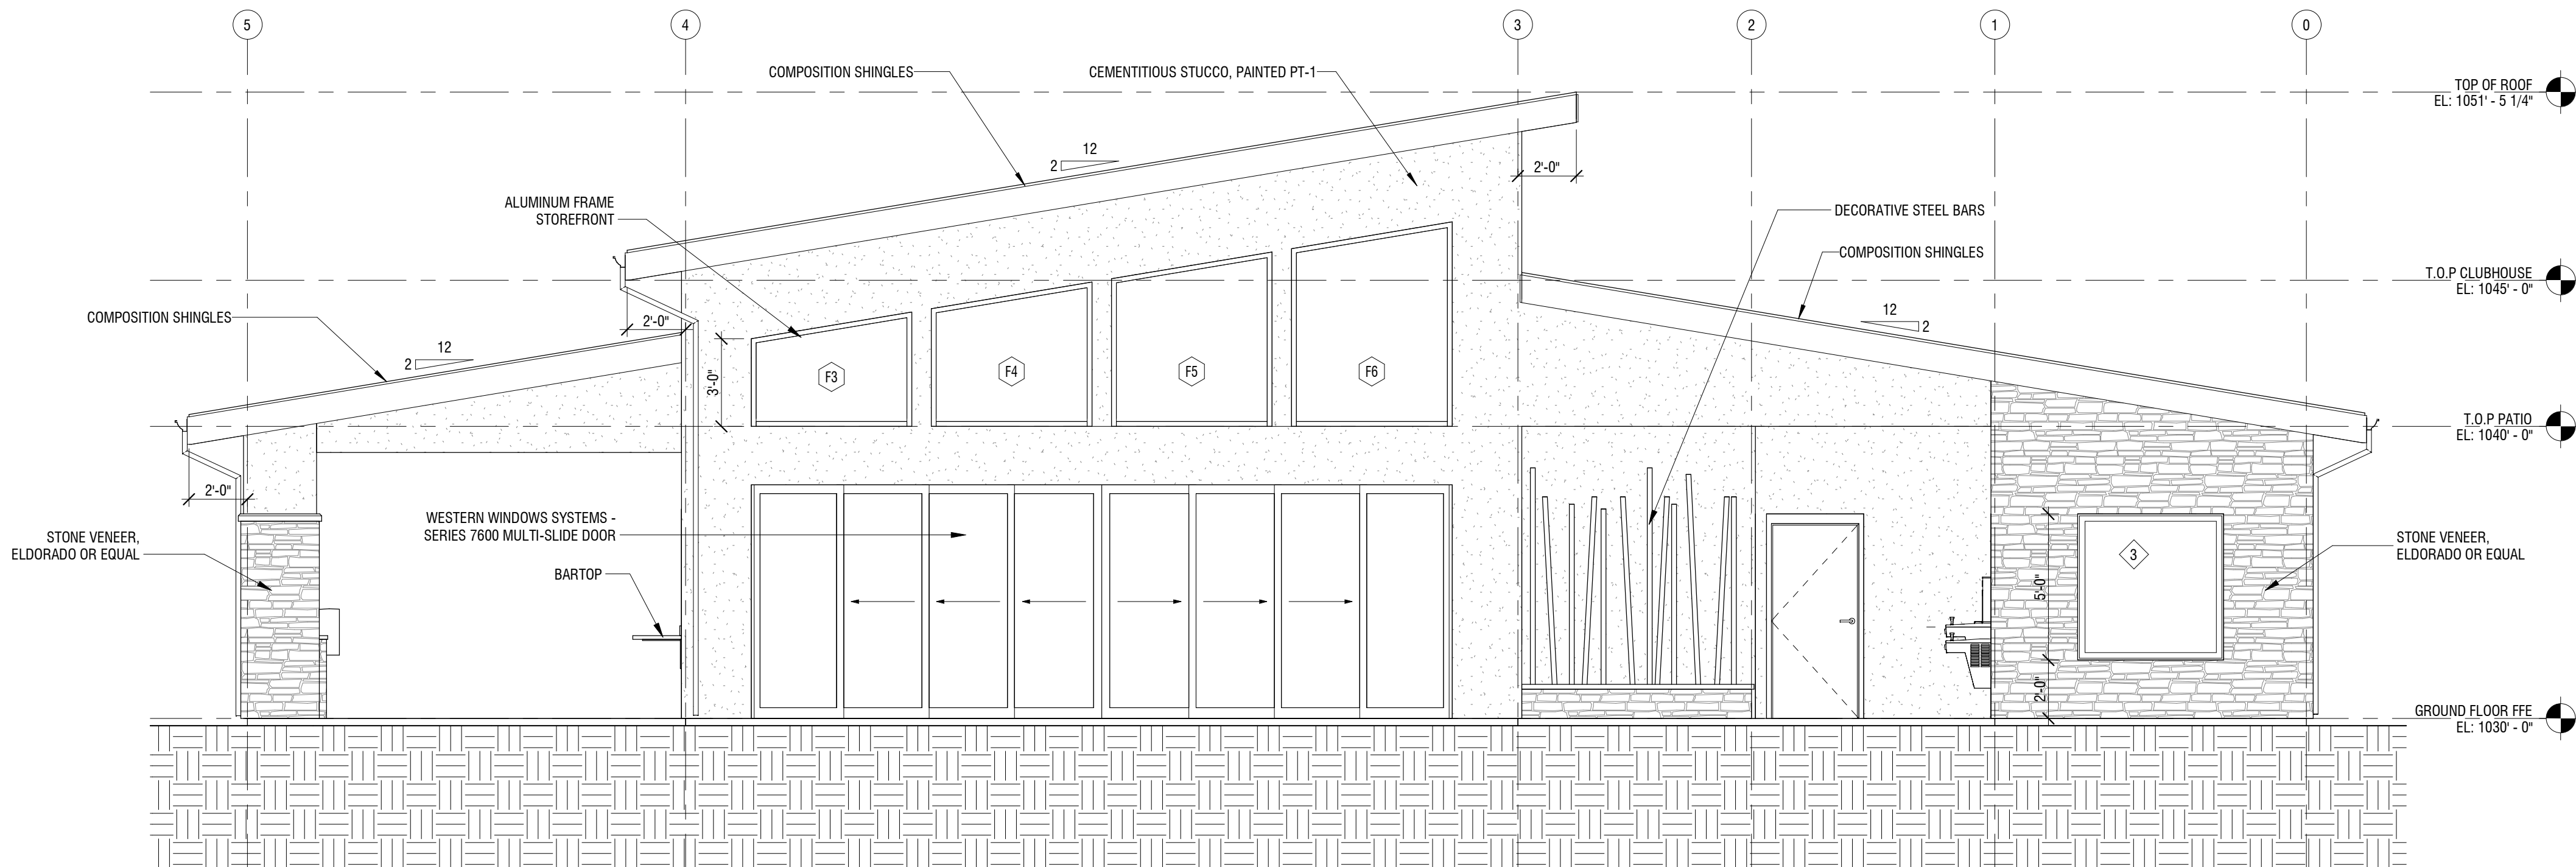 5
4
3
2
1
0
COMPOSITION SHINGLES
CEMENTITIOUS STUCCO, PAINTED PT-1
TOP OF ROOF
EL: 1051' - 5 1/4"
12
2
2'-0"
ALUMINUM FRAME
STOREFRONT
DECORATIVE STEEL BARS
COMPOSITION SHINGLES
T.O.P CLUBHOUSE
EL: 1045' - 0"
COMPOSITION SHINGLES
2'-0"
12
2
12
2
3'-0"
F3
F4
F5
F6
T.O.P PATIO
EL: 1040' - 0"
2'-0"
WESTERN WINDOWS SYSTEMS -
SERIES 7600 MULTI-SLIDE DOOR
STONE VENEER,
ELDORADO OR EQUAL
BARTOP
3
STONE VENEER,
ELDORADO OR EQUAL
5'-0"
2'-0"
GROUND FLOOR FFE
EL: 1030' - 0"